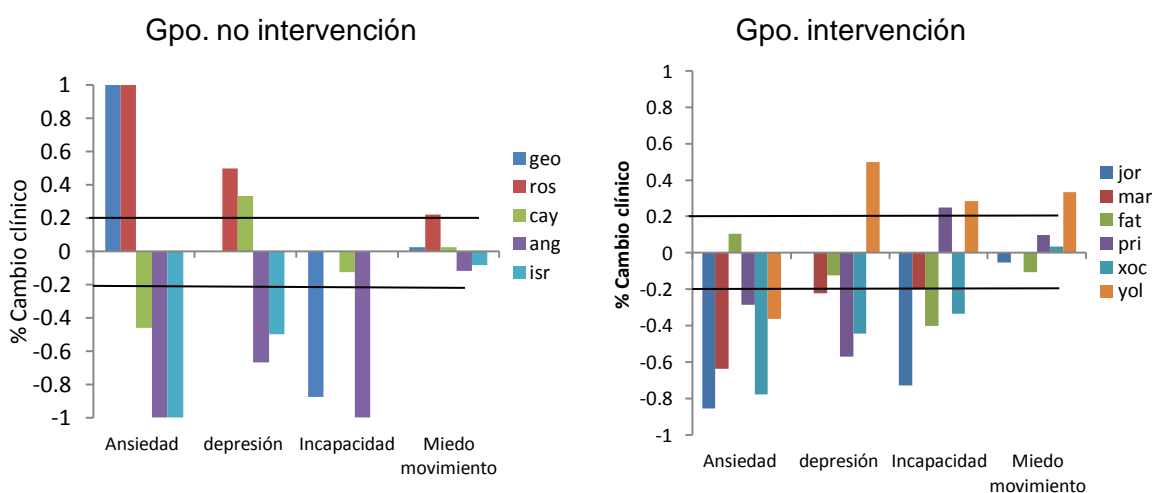 Gpo. no intervención
% Cambio clínico
1
0.8
0.6
0.4
0.2
0
-0.2
-0.4
-0.6
-0.8
-1
Ansiedad
depresión
Incapacidad
Miedo
movimiento
geo
ros
cay
ang
isr
Gpo. intervención
% Cambio clínico
1
0.8
0.6
0.4
0.2
0
-0.2
-0.4
-0.6
-0.8
-1
Ansiedad
depresión
Incapacidad
Miedo
movimiento
jor
mar
fat
pri
xoc
yol